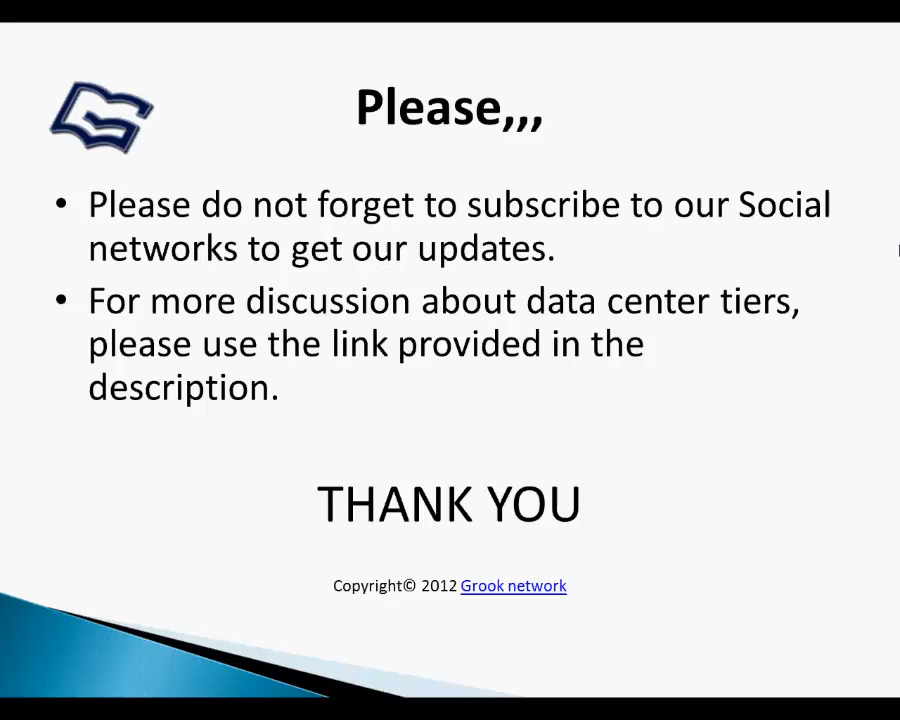 Please,,,
• Please do not forget to subscribe to our Social
networks to get our updates.
• For more discussion about data center tiers,
please use the link provided in the
description.
THANK YOU
Copyright© 2012 Grook network